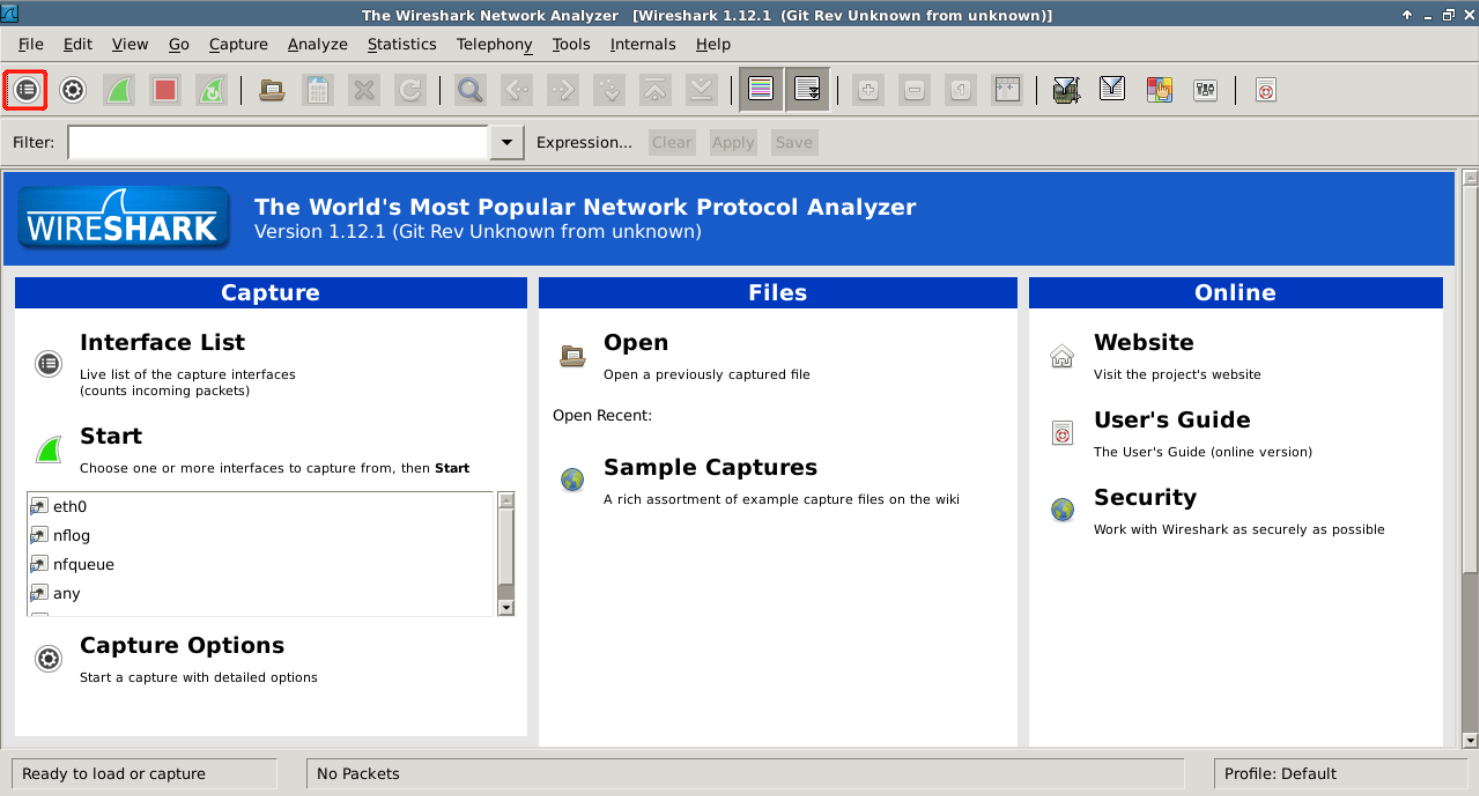 The Wireshark Network Analyzer [Wireshark 1.12.1 (Git Rev Unknown from unknown)]
File Edit View Go Capture Analyze Statistics Telephony Tools Internals Help
Filter: Expression... Clear Apply Save
WIRESHARK
The World's Most Popular Network Protocol Analyzer
Version 1.12.1 (Git Rev Unknown from unknown)
Capture
Interface List
Live list of the capture interfaces
(counts incoming packets)
Start
Choose one or more interfaces to capture from, then Start
eth0
nflog
nfqueue
any
Capture Options
Start a capture with detailed options
Files
Open
Open a previously captured file
Open Recent:
Sample Captures
A rich assortment of example capture files on the wiki
Online
Website
Visit the project's website
User's Guide
The User's Guide (online version)
Security
Work with Wireshark as securely as possible
Ready to load or capture
No Packets
Profile: Default